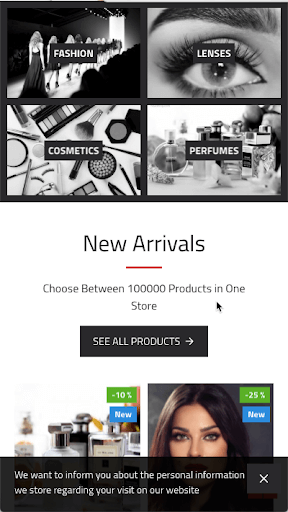 FASHION
LENSES
COSMETICS
PERFUMES
New Arrivals
Choose Between 100000 Products in One
Store
SEE ALL PRODUCTS →
-10 %
New
-25 %
New
We want to inform you about the personal information
we store regarding your visit on our website
×